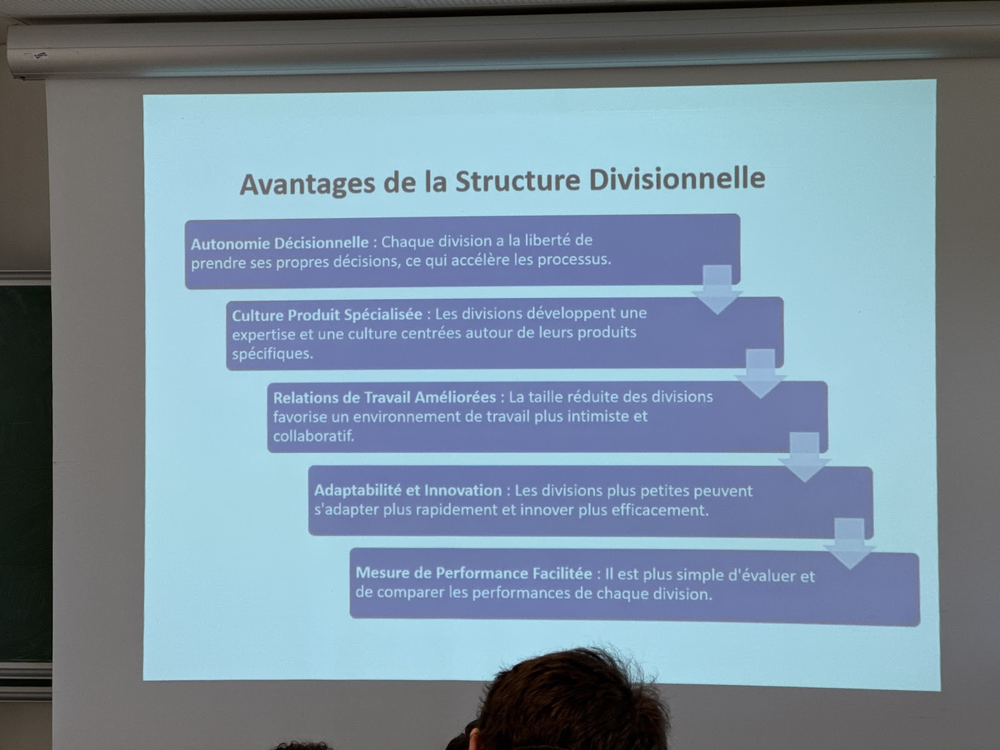 Avantages de la Structure Divisionnelle
Autonomie Décisionnelle : Chaque division a la liberté de
prendre ses propres décisions, ce qui accélère les processus.
Culture Produit Spécialisée : Les divisions développent une
expertise et une culture centrées autour de leurs produits
spécifiques.
Relations de Travail Améliorées : La taille réduite des divisions
favorise un environnement de travail plus intimiste et
collaboratif.
Adaptabilité et Innovation : Les divisions plus petites peuvent
s'adapter plus rapidement et innover plus efficacement.
Mesure de Performance Facilitée : Il est plus simple d'évaluer et
de comparer les performances de chaque division.